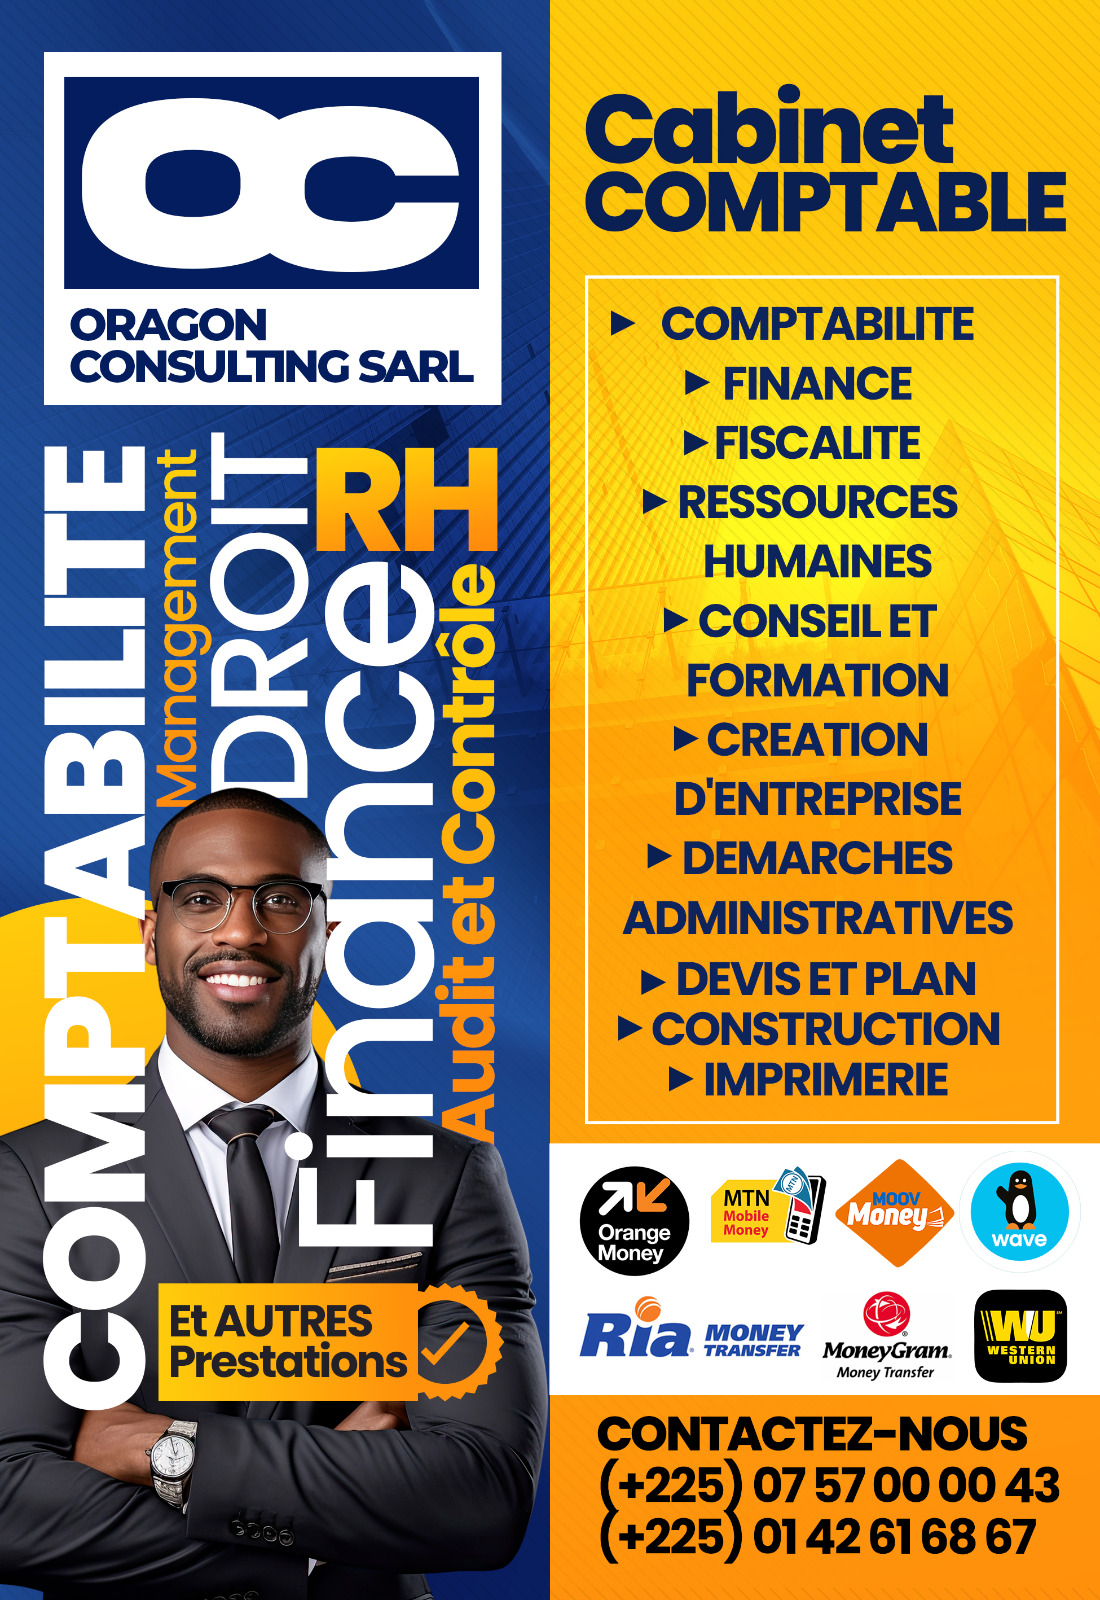 OC
ORAGON
CONSULTING SARL
COMPTABILITE
Management
DROIT
RH
Finance
Audit et Contrôle
Et AUTRES
Prestations
Cabinet
COMPTABLE
► COMPTABILITE
► FINANCE
► FISCALITE
► RESSOURCES
HUMAINES
► CONSEIL ET
FORMATION
► CREATION
D'ENTREPRISE
► DEMARCHES
ADMINISTRATIVES
► DEVIS ET PLAN
► CONSTRUCTION
► IMPRIMERIE
Orange
Money
MTN
Mobile
Money
MTN
MOOV
Money
wave
Ria MONEY
TRANSFER
MoneyGram
Money Transfer
WU
WESTERN
UNION
CONTACTEZ-NOUS
(+225) 07 57 00 00 43
(+225) 01 42 61 68 67